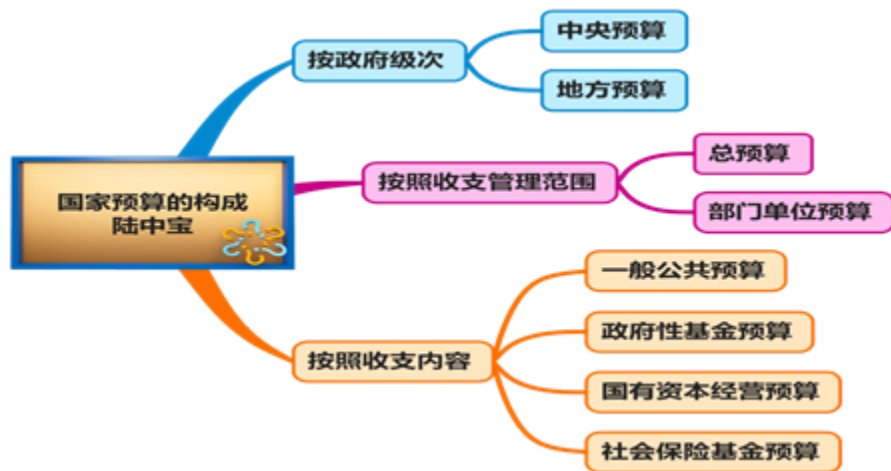 国家预算的构成
陆中宝
按政府级次
中央预算
地方预算
按照收支管理范围
总预算
部门单位预算
按照收支内容
一般公共预算
政府性基金预算
国有资本经营预算
社会保险基金预算